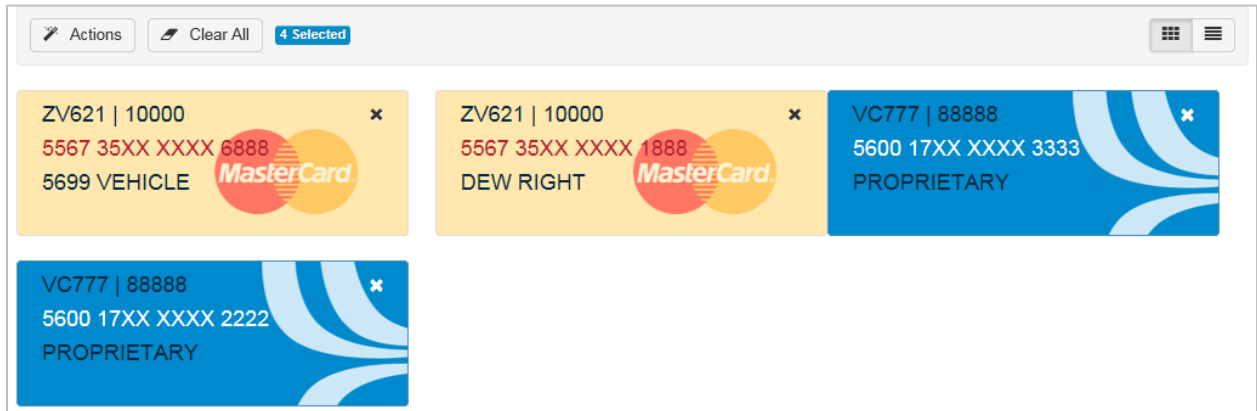 Actions Clear All 4 Selected
ZV621 | 10000
5567 35XX XXXX 6888
5699 VEHICLE
MasterCard
ZV621 | 10000
5567 35XX XXXX 1888
DEW RIGHT
MasterCard
VC777 | 88888
5600 17XX XXXX 3333
PROPRIETARY
VC777 | 88888
5600 17XX XXXX 2222
PROPRIETARY